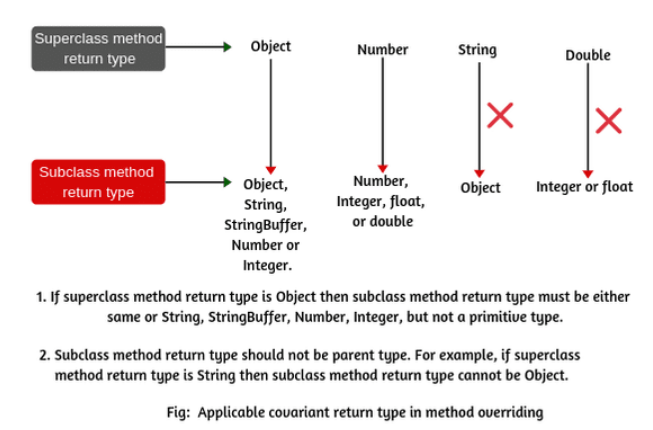 Superclass method
return type
Object
Number
String
Double
Subclass method
return type
Object,
String,
StringBuffer,
Number or
Integer.
Number,
Integer, float,
or double
Object
Integer or float
1. If superclass method return type is Object then subclass method return type must be either
same or String, StringBuffer, Number, Integer, but not a primitive type.
2. Subclass method return type should not be parent type. For example, if superclass
method return type is String then subclass method return type cannot be Object.
Fig: Applicable covariant return type in method overriding